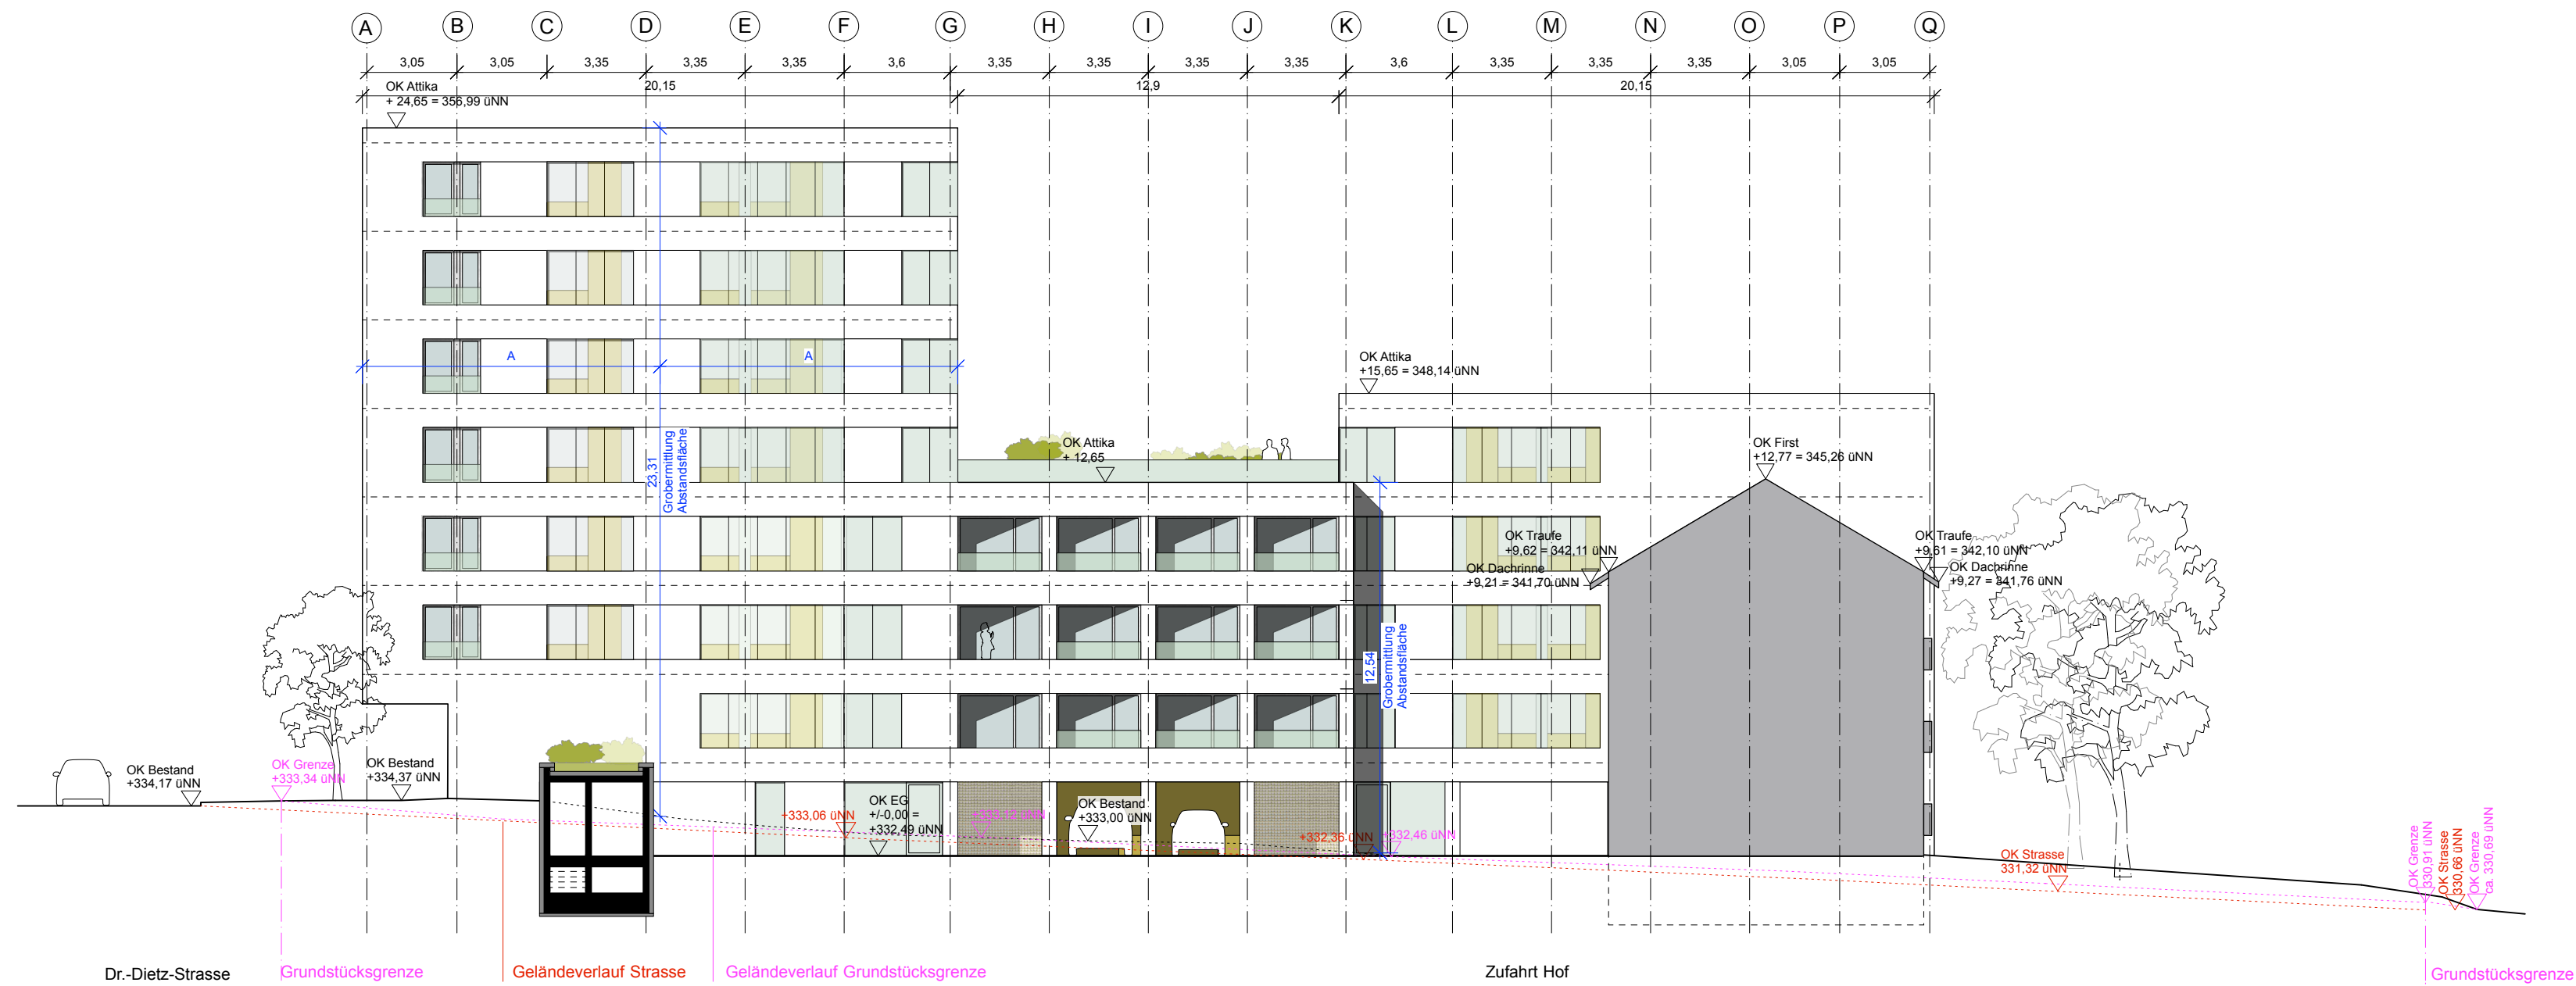 A B C D E F G H I J K L M N O P Q
3,05 3,05 3,35 3,35 3,35 3,6 3,35 3,35 3,35 3,35 3,6 3,35 3,35 3,35 3,05 3,05
20,15 12,9 20,15
OK Attika
+ 24,65 = 356,99 üNN
A A
OK Attika
+15,65 = 348,14 üNN
OK Attika
+ 12,65
OK First
+12,77 = 345,26 üNN
23,31
Grobermittlung
Abstandsfläche
OK Traufe
+9,62 = 342,11 üNN
OK Dachrinne
+9,21 = 341,70 üNN
OK Traufe
+9,61 = 342,10 üNN
OK Dachrinne
+9,27 = 341,76 üNN
12,54
Grobermittlung
Abstandsfläche
OK Bestand
+334,17 üNN
OK Grenze
+333,34 üNN
OK Bestand
+334,37 üNN
+333,06 üNN
OK EG
+/-0,00 =
+332,49 üNN
+333,12 üNN
OK Bestand
+333,00 üNN
+332,36 üNN
+332,46 üNN
OK Strasse
331,32 üNN
OK Grenze
330,91 üNN
OK Strasse
330,66 üNN
OK Grenze
ca. 330,69 üNN
Dr.-Dietz-Strasse
Grundstücksgrenze
Geländeverlauf Strasse
Geländeverlauf Grundstücksgrenze
Zufahrt Hof
Grundstücksgrenze